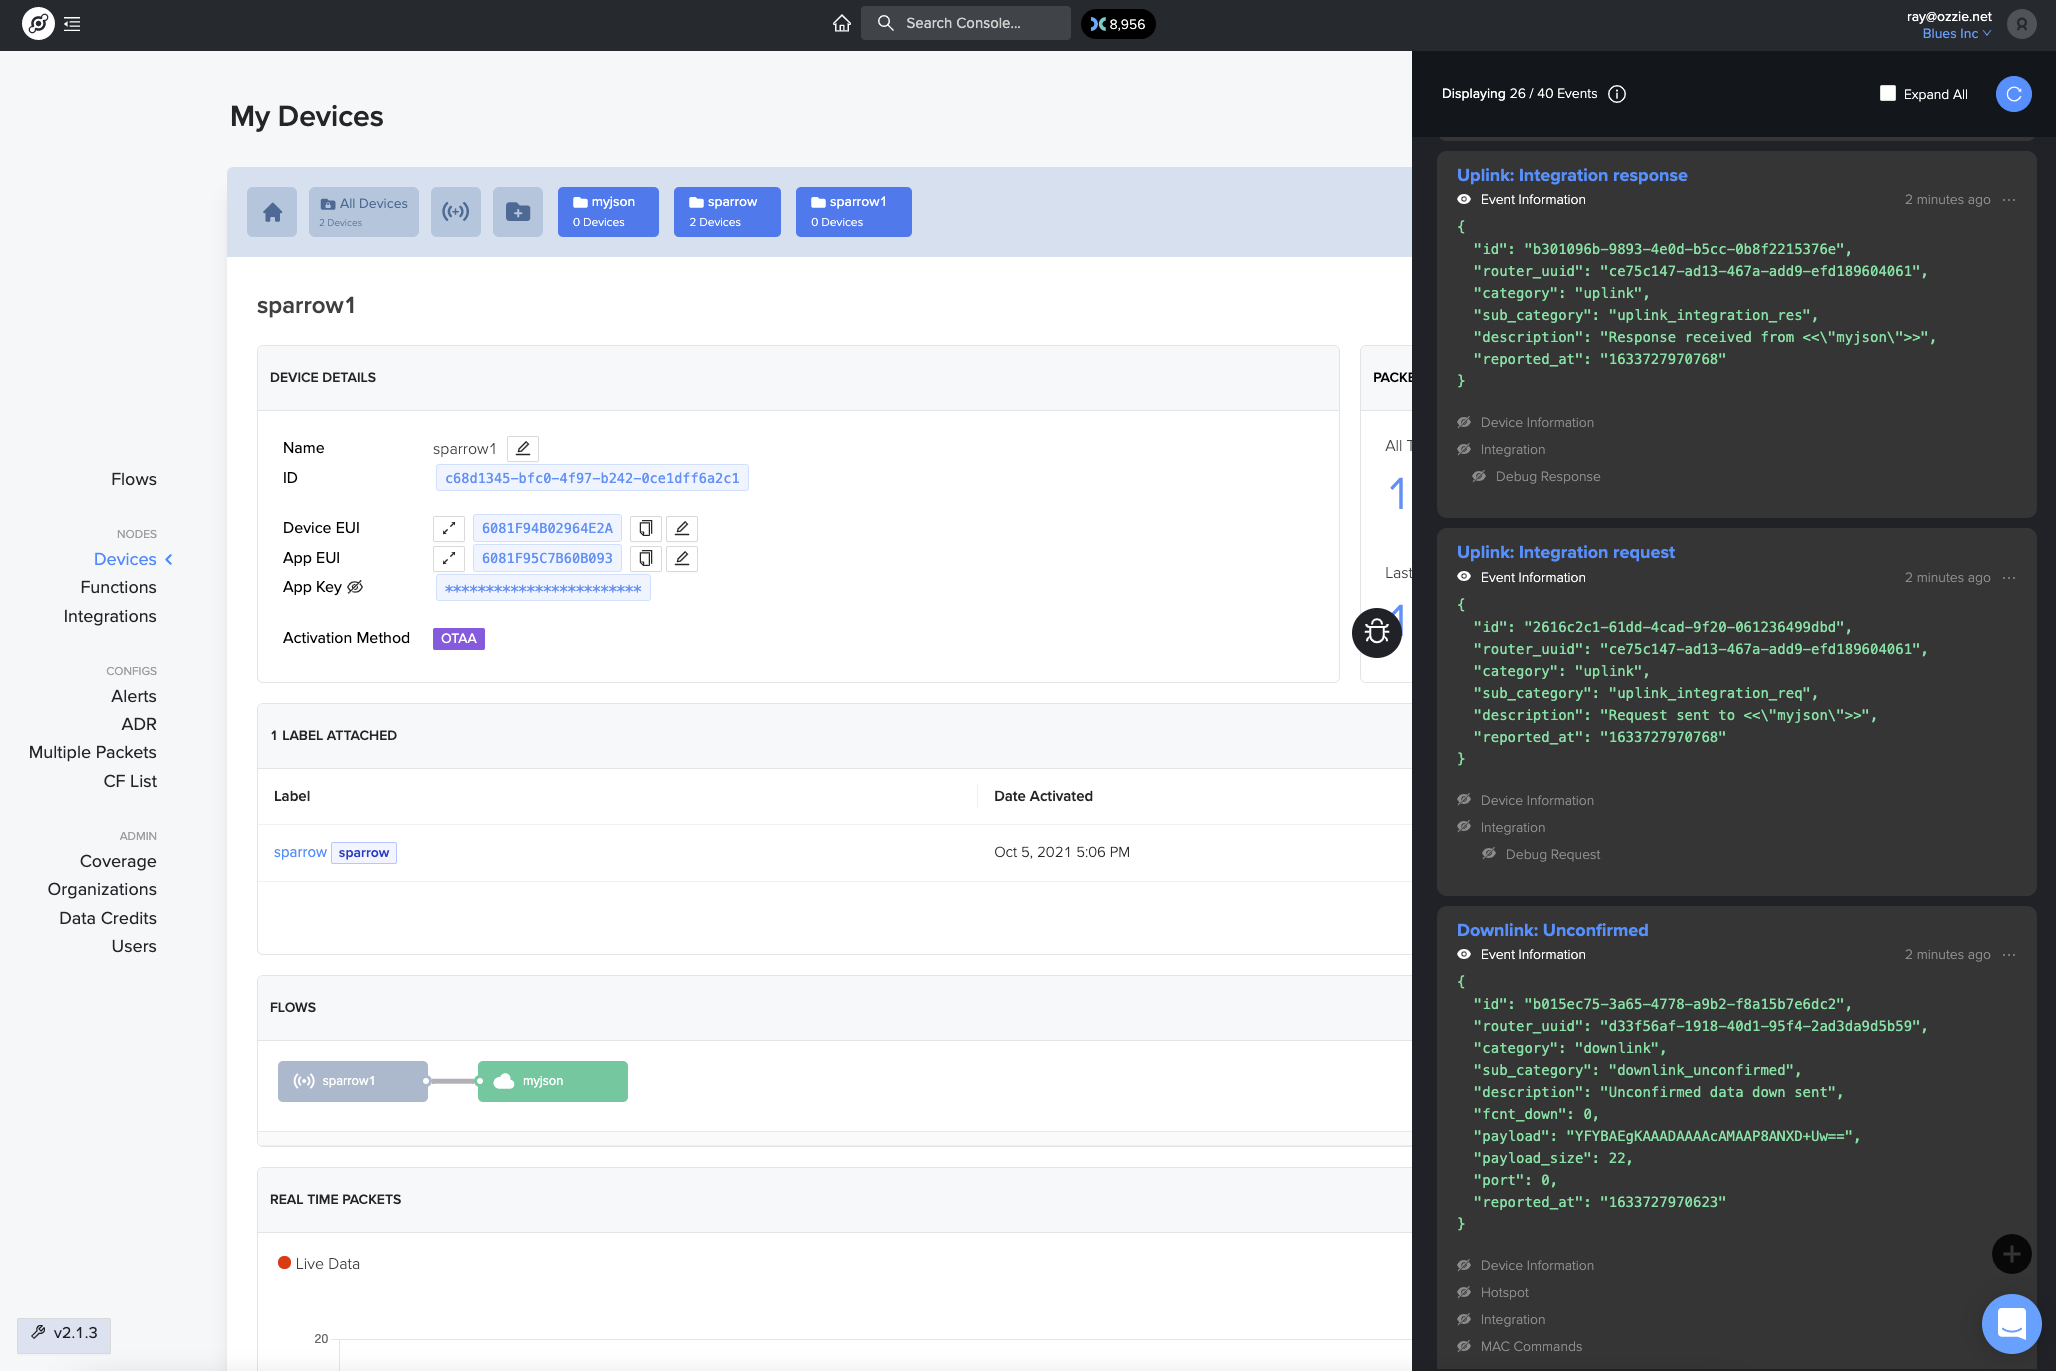 Search Console...
8,956
ray@ozzie.net
Blues Inc
R
My Devices
All Devices
2 Devices
myjson
0 Devices
sparrow
2 Devices
sparrow1
0 Devices
sparrow1
DEVICE DETAILS
Name
sparrow1
ID
c68d1345-bfc0-4f97-b242-0ce1dff6a2c1
Device EUI
6081F94B02964E2A
App EUI
6081F95C7B60B093
App Key
************************
Activation Method
OTAA
PACKE
All T
1
Last
1
1 LABEL ATTACHED
Label
Date Activated
sparrow sparrow
Oct 5, 2021 5:06 PM
FLOWS
sparrow1
myjson
REAL TIME PACKETS
Live Data
20
Flows
NODES
Devices
Functions
Integrations
CONFIGS
Alerts
ADR
Multiple Packets
CF List
ADMIN
Coverage
Organizations
Data Credits
Users
v2.1.3
Displaying 26 / 40 Events
Expand All
Uplink: Integration response
Event Information
2 minutes ago
{
"id": "b301096b-9893-4e0d-b5cc-0b8f2215376e",
"router_uuid": "ce75c147-ad13-467a-add9-efd189604061",
"category": "uplink",
"sub_category": "uplink_integration_res",
"description": "Response received from <<\"myjson\">>",
"reported_at": "1633727970768"
}
Device Information
Integration
Debug Response
Uplink: Integration request
Event Information
2 minutes ago
{
"id": "2616c2c1-61dd-4cad-9f20-061236499dbd",
"router_uuid": "ce75c147-ad13-467a-add9-efd189604061",
"category": "uplink",
"sub_category": "uplink_integration_req",
"description": "Request sent to <<\"myjson\">>",
"reported_at": "1633727970768"
}
Device Information
Integration
Debug Request
Downlink: Unconfirmed
Event Information
2 minutes ago
{
"id": "b015ec75-3a65-4778-a9b2-f8a15b7e6dc2",
"router_uuid": "d33f56af-1918-40d1-95f4-2ad3da9d5b59",
"category": "downlink",
"sub_category": "downlink_unconfirmed",
"description": "Unconfirmed data down sent",
"fcnt_down": 0,
"payload": "YFYBAEgKAAADAAAAcAMAAP8ANXD+Uw==",
"payload_size": 22,
"port": 0,
"reported_at": "1633727970623"
}
Device Information
Hotspot
Integration
MAC Commands